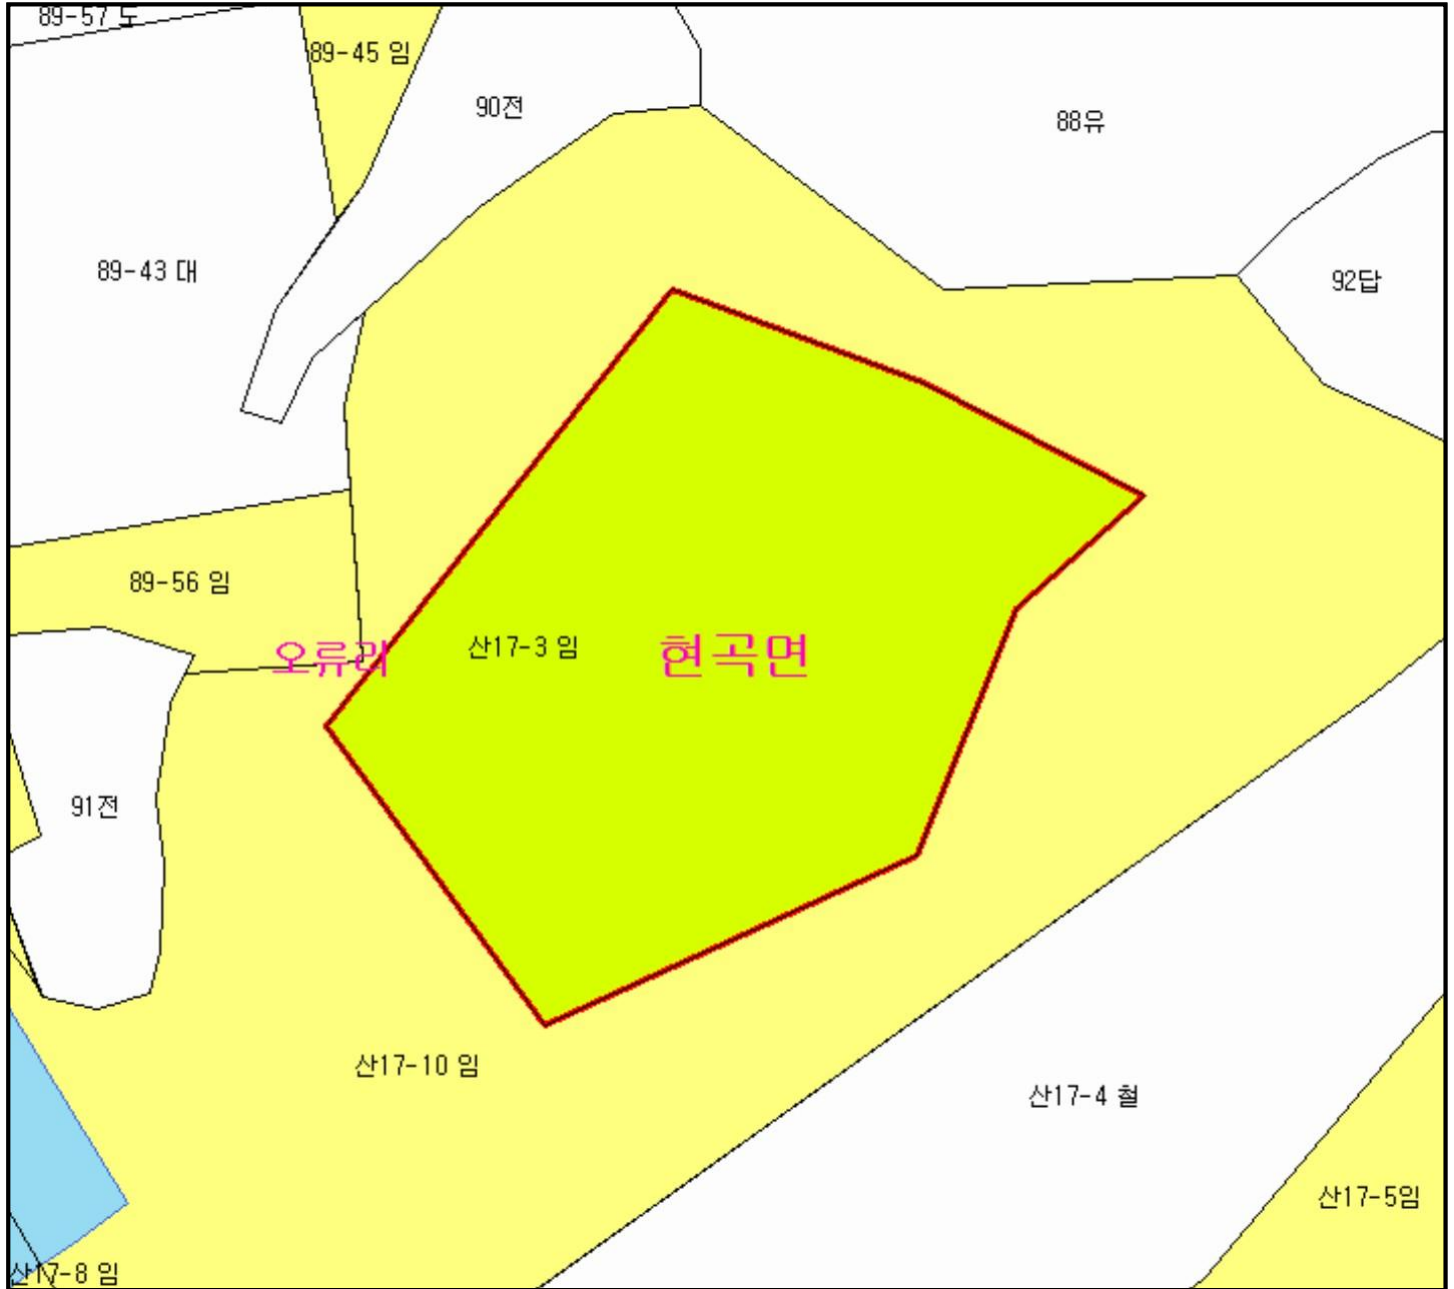 89-57 도
89-45 임
90전
88유
89-43 대
92답
89-56 임
오류리
산17-3 임
현곡면
91전
산17-10 임
산17-4 철
산17-5임
산17-8 임